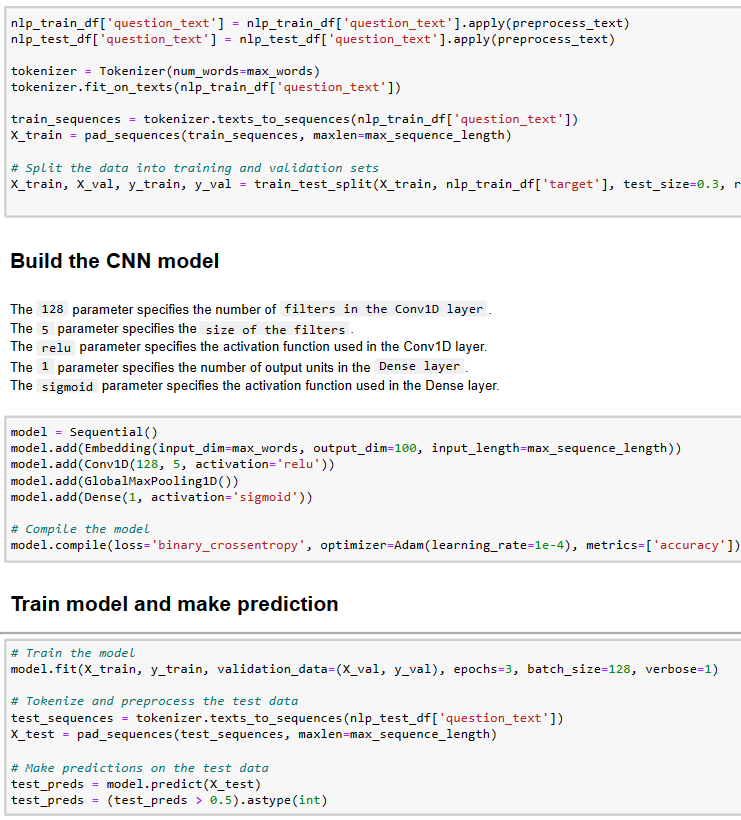 nlp_train_df['question_text'] = nlp_train_df['question_text'].apply(preprocess_text)
nlp_test_df['question_text'] = nlp_test_df['question_text'].apply(preprocess_text)
tokenizer = Tokenizer(num_words=max_words)
tokenizer.fit_on_texts(nlp_train_df['question_text'])
train_sequences = tokenizer.texts_to_sequences(nlp_train_df['question_text'])
X_train = pad_sequences(train_sequences, maxlen=max_sequence_length)
# Split the data into training and validation sets
X_train, X_val, y_train, y_val = train_test_split(X_train, nlp_train_df['target'], test_size=0.3, r
Build the CNN model
The 128 parameter specifies the number of filters in the Conv1D layer.
The 5 parameter specifies the size of the filters.
The relu parameter specifies the activation function used in the Conv1D layer.
The 1 parameter specifies the number of output units in the Dense layer.
The sigmoid parameter specifies the activation function used in the Dense layer.
model = Sequential()
model.add(Embedding(input_dim=max_words, output_dim=100, input_length=max_sequence_length))
model.add(Conv1D(128, 5, activation='relu'))
model.add(GlobalMaxPooling1D())
model.add(Dense(1, activation='sigmoid'))
# Compile the model
model.compile(loss='binary_crossentropy', optimizer=Adam(learning_rate=1e-4), metrics=['accuracy'])
Train model and make prediction
# Train the model
model.fit(X_train, y_train, validation_data=(X_val, y_val), epochs=3, batch_size=128, verbose=1)
# Tokenize and preprocess the test data
test_sequences = tokenizer.texts_to_sequences(nlp_test_df['question_text'])
X_test = pad_sequences(test_sequences, maxlen=max_sequence_length)
# Make predictions on the test data
test_preds = model.predict(X_test)
test_preds = (test_preds > 0.5).astype(int)